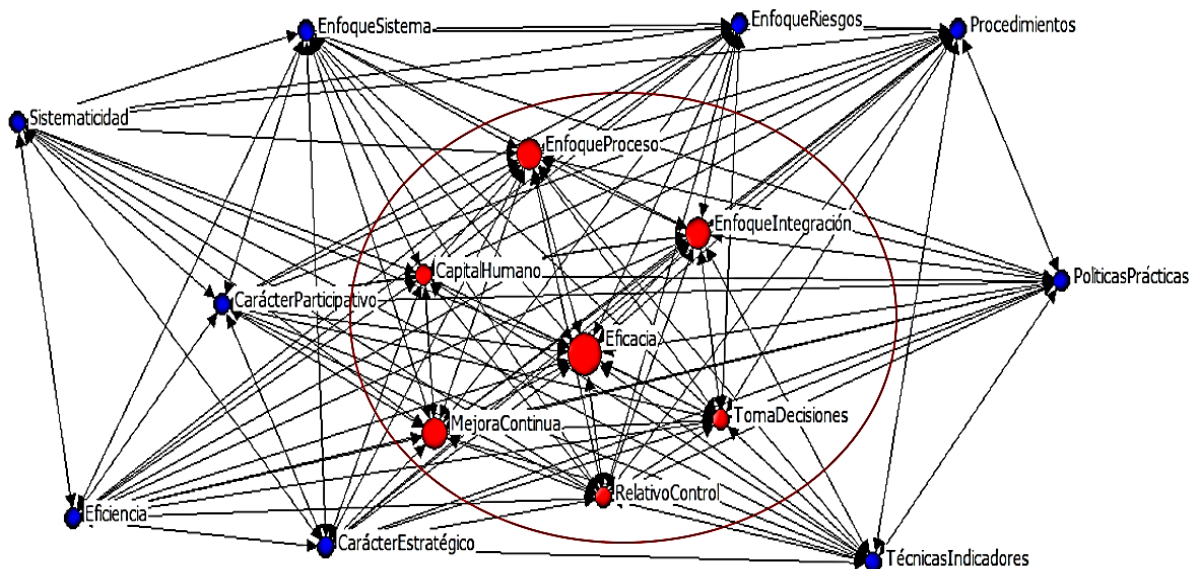 EnfoqueSistema
EnfoqueRiesgos
Procedimientos
Sistematicidad
EnfoqueProceso
EnfoqueIntegración
CapitalHumano
PolíticasPrácticas
CarácterParticipativo
Eficacia
TomaDecisiones
MejoraContinua
RelativoControl
Eficiencia
CarácterEstratégico
TécnicasIndicadores